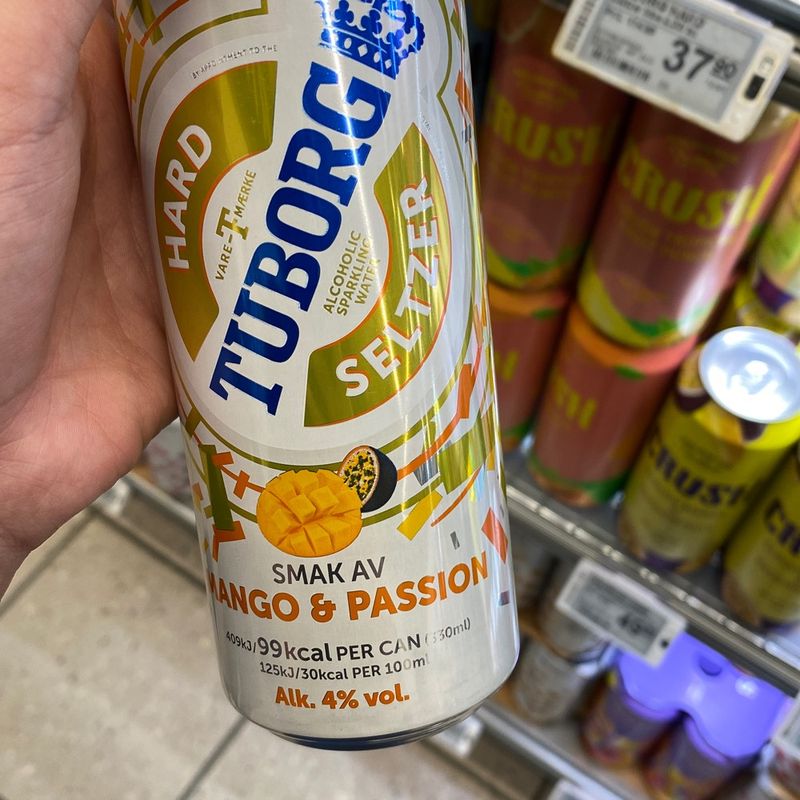 BY APPOINTMENT TO THE
HARD
VARE-T-MÆRKE
TUBORG
ALCOHOLIC
SPARKLING
WATER
SELTZER
SMAK AV
MANGO & PASSION
409kJ/99kcal PER CAN (330ml)
125kJ/30kcal PER 100ml
Alk. 4% vol.
37 90
CRUSH
CRUSH
CRUSH